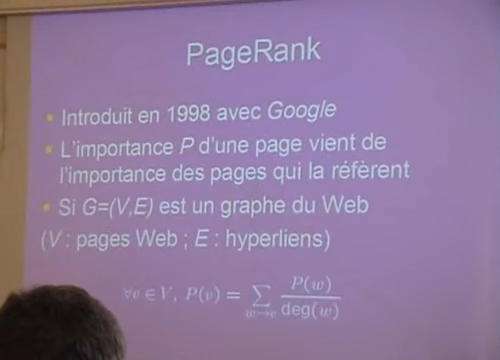 PageRank
Introduit en 1998 avec Google
L'importance P d'une page vient de
l'importance des pages qui la réfèrent
Si G=(V,E) est un graphe du Web
(V : pages Web ; E : hyperliens)
∀v ∈ V, P(v) = ∑_{w→v} P(w)/deg(w)